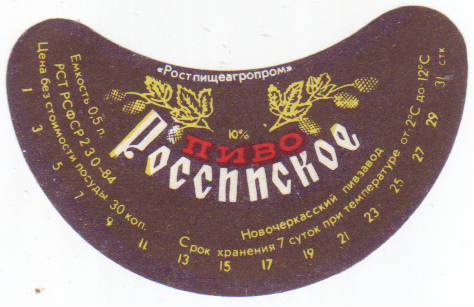 «Ростпищеагропром»
10%
ПИВО
Российское
Емкость 0,5 л.
РСТ РСФСР 230-84
Цена без стоимости посуды 30 коп.
Новочеркасский пивзавод
Срок хранения 7 суток при температуре от 2°С до 12°С
1 3 5 7 9 11 13 15 17 19 21 23 25 27 29 31 стк